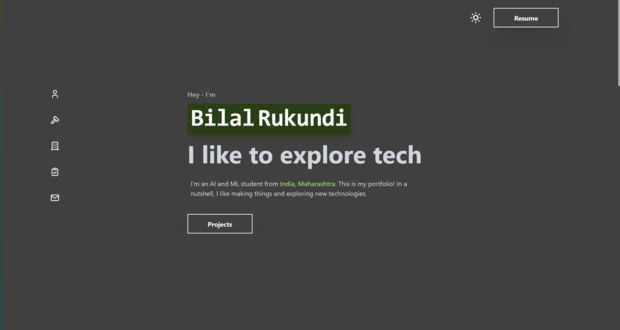 Resume
Hey - I'm
Bilal Rukundi
I like to explore tech
I'm an AI and ML student from India, Maharashtra. This is my portfolio! In a
nutshell, I like making things and exploring new technologies.
Projects